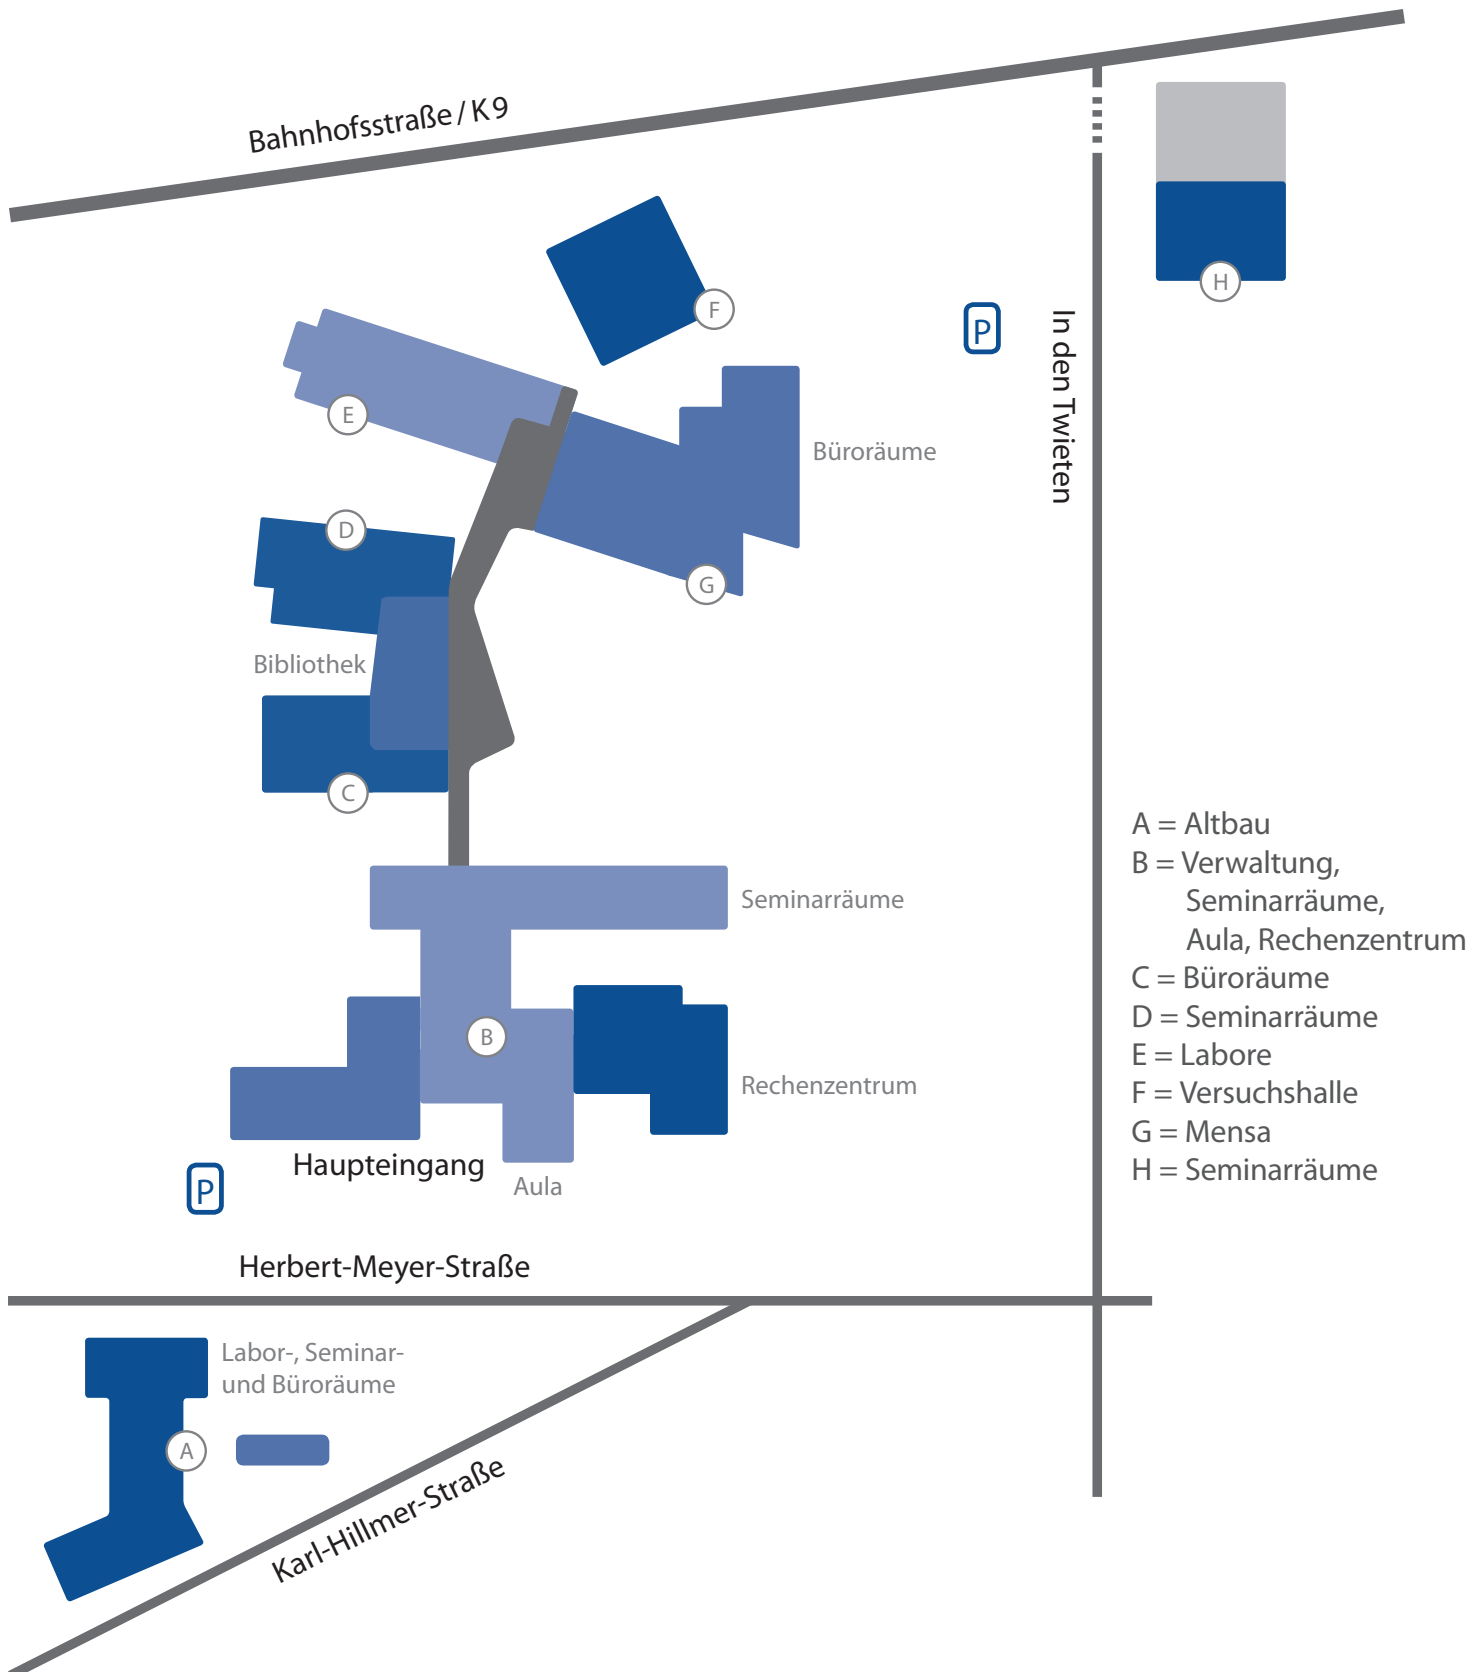 Bahnhofsstraße / K 9
H
F
P
In den Twieten
E
Büroräume
D
G
Bibliothek
C
Seminarräume
B
Rechenzentrum
Haupteingang
Aula
P
Herbert-Meyer-Straße
Labor-, Seminar-
und Büroräume
A
Karl-Hillmer-Straße
A = Altbau
B = Verwaltung,
Seminarräume,
Aula, Rechenzentrum
C = Büroräume
D = Seminarräume
E = Labore
F = Versuchshalle
G = Mensa
H = Seminarräume